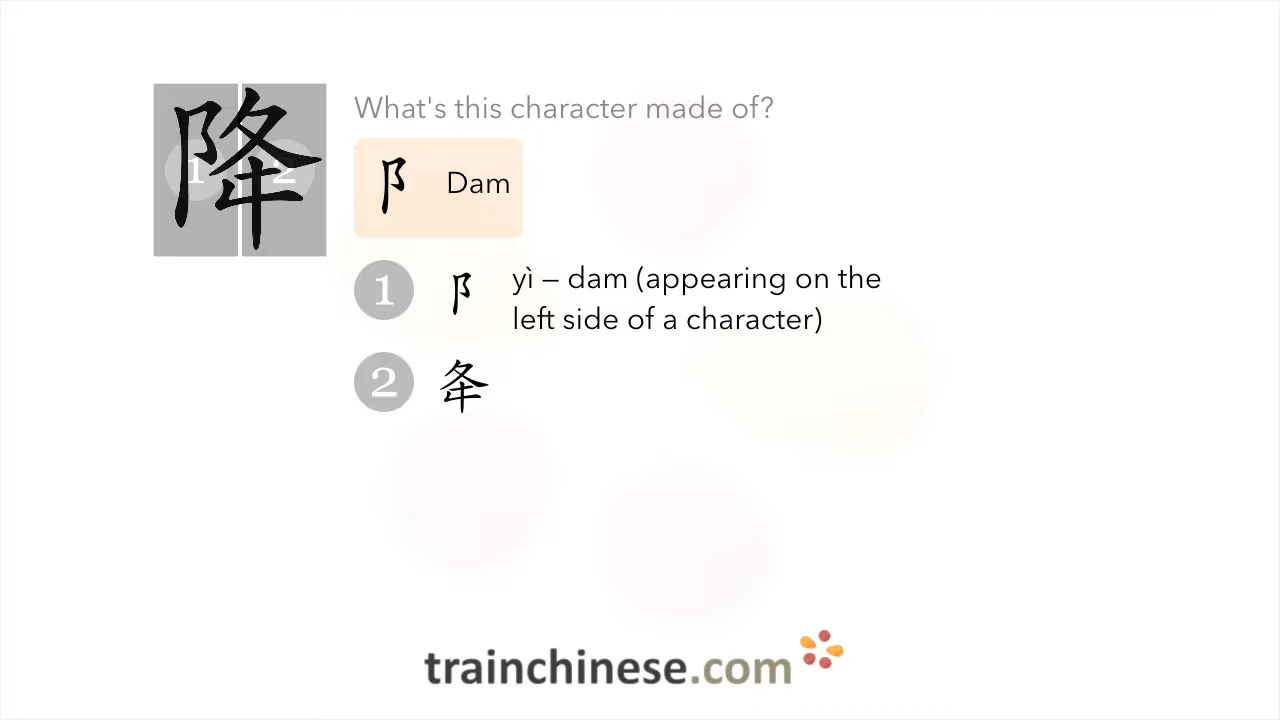 降
What's this character made of?
阝 Dam
1 阝 yì – dam (appearing on the
left side of a character)
2 夅
trainchinese.com